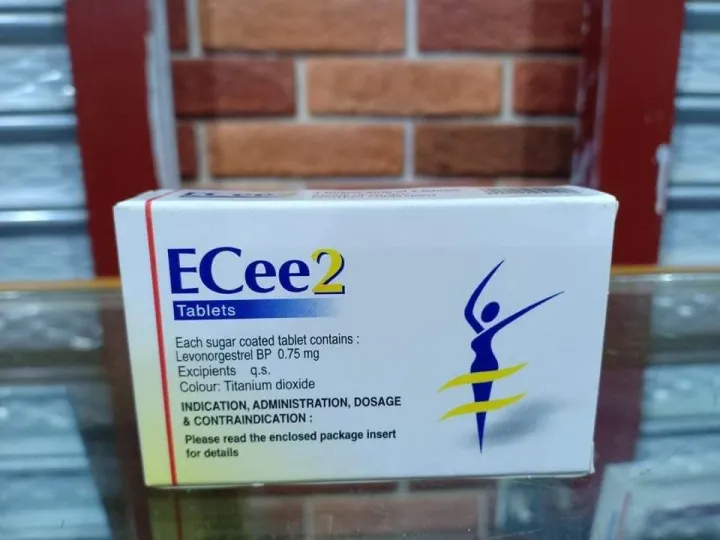 ECee2
ECee2
Tablets
Each sugar coated tablet contains :
Levonorgestrel BP 0.75 mg
Excipients q.s.
Colour: Titanium dioxide
INDICATION, ADMINISTRATION, DOSAGE
& CONTRAINDICATION :
Please read the enclosed package insert
for details